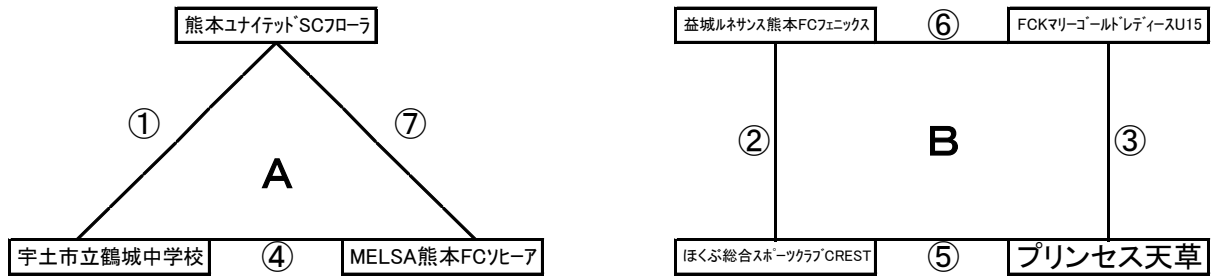 熊本ユナイテッドSCフローラ
益城ルネサンス熊本FCフェニックス
⑥
FCKマリーゴールドレディースU15
①
⑦
②
B
③
A
宇土市立鶴城中学校
④
MELSA熊本FCソヒーア
ほくぶ総合スポーツクラブCREST
⑤
プリンセス天草